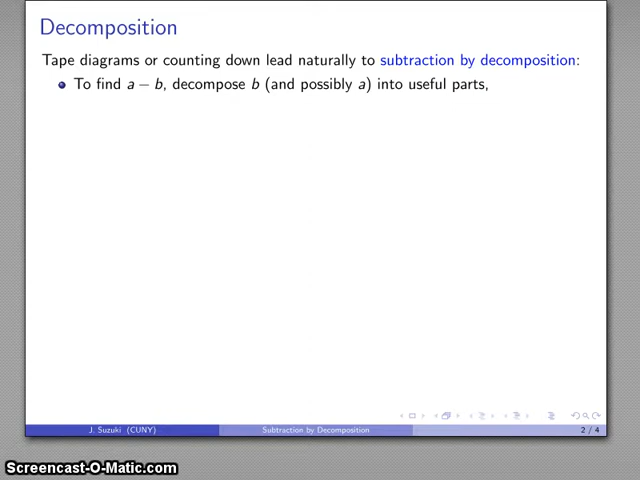 Decomposition
Tape diagrams or counting down lead naturally to subtraction by decomposition:
To find a − b, decompose b (and possibly a) into useful parts,
J. Suzuki (CUNY) Subtraction by Decomposition 2 / 4
Screencast-O-Matic.com